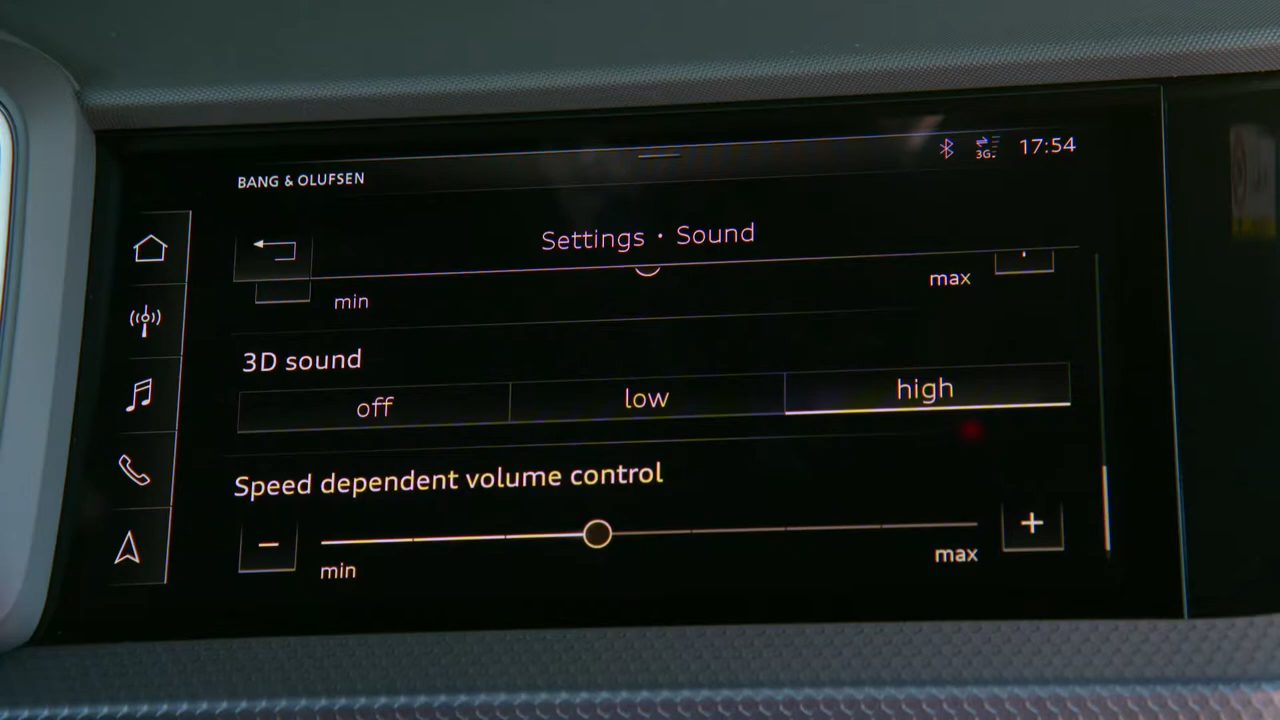 3G
17:54
BANG & OLUFSEN
Settings · Sound
min
max
3D sound
off
low
high
Speed dependent volume control
−
+
min
max